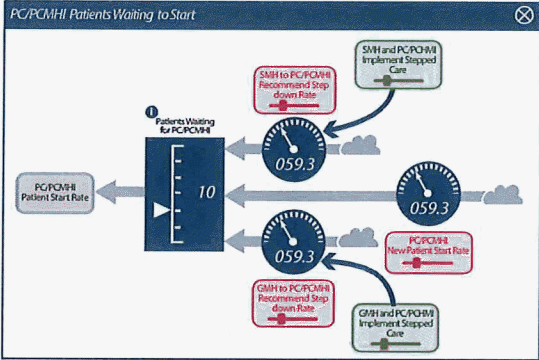 PC/PCMHI Patients Waiting to Start
SMH to PC/PCMHI
Recommend Step
down Rate
SMH and PC/PCHMI
Implement Stepped
Care
Patients Waiting
for PC/PCMHI
059.3
PC/PCMHI
Patient Start Rate
10
059.3
059.3
PC/PCMHI
New Patient Start Rate
GMH to PC/PCMHI
Recommend Step
down Rate
GMH and PC/PCHMI
Implement Stepped
Care